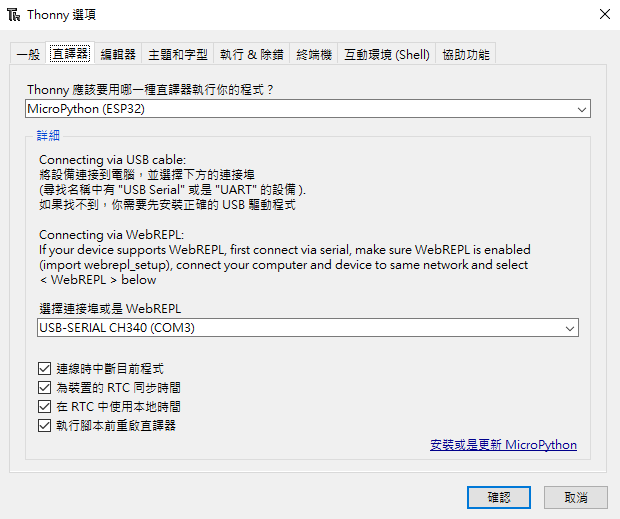 Thonny 選項
一般 直譯器 編輯器 主題和字型 執行 & 除錯 終端機 互動環境 (Shell) 協助功能
Thonny 應該要用哪一種直譯器執行你的程式？
MicroPython (ESP32)
詳細
Connecting via USB cable:
將設備連接到電腦，並選擇下方的連接埠
(尋找名稱中有 "USB Serial" 或是 "UART" 的設備 ).
如果找不到，你需要先安裝正確的 USB 驅動程式
Connecting via WebREPL:
If your device supports WebREPL, first connect via serial, make sure WebREPL is enabled
(import webrepl_setup), connect your computer and device to same network and select
< WebREPL > below
選擇連接埠或是 WebREPL
USB-SERIAL CH340 (COM3)
連線時中斷目前程式
為裝置的 RTC 同步時間
在 RTC 中使用本地時間
執行腳本前重啟直譯器
安裝或是更新 MicroPython
確認 取消